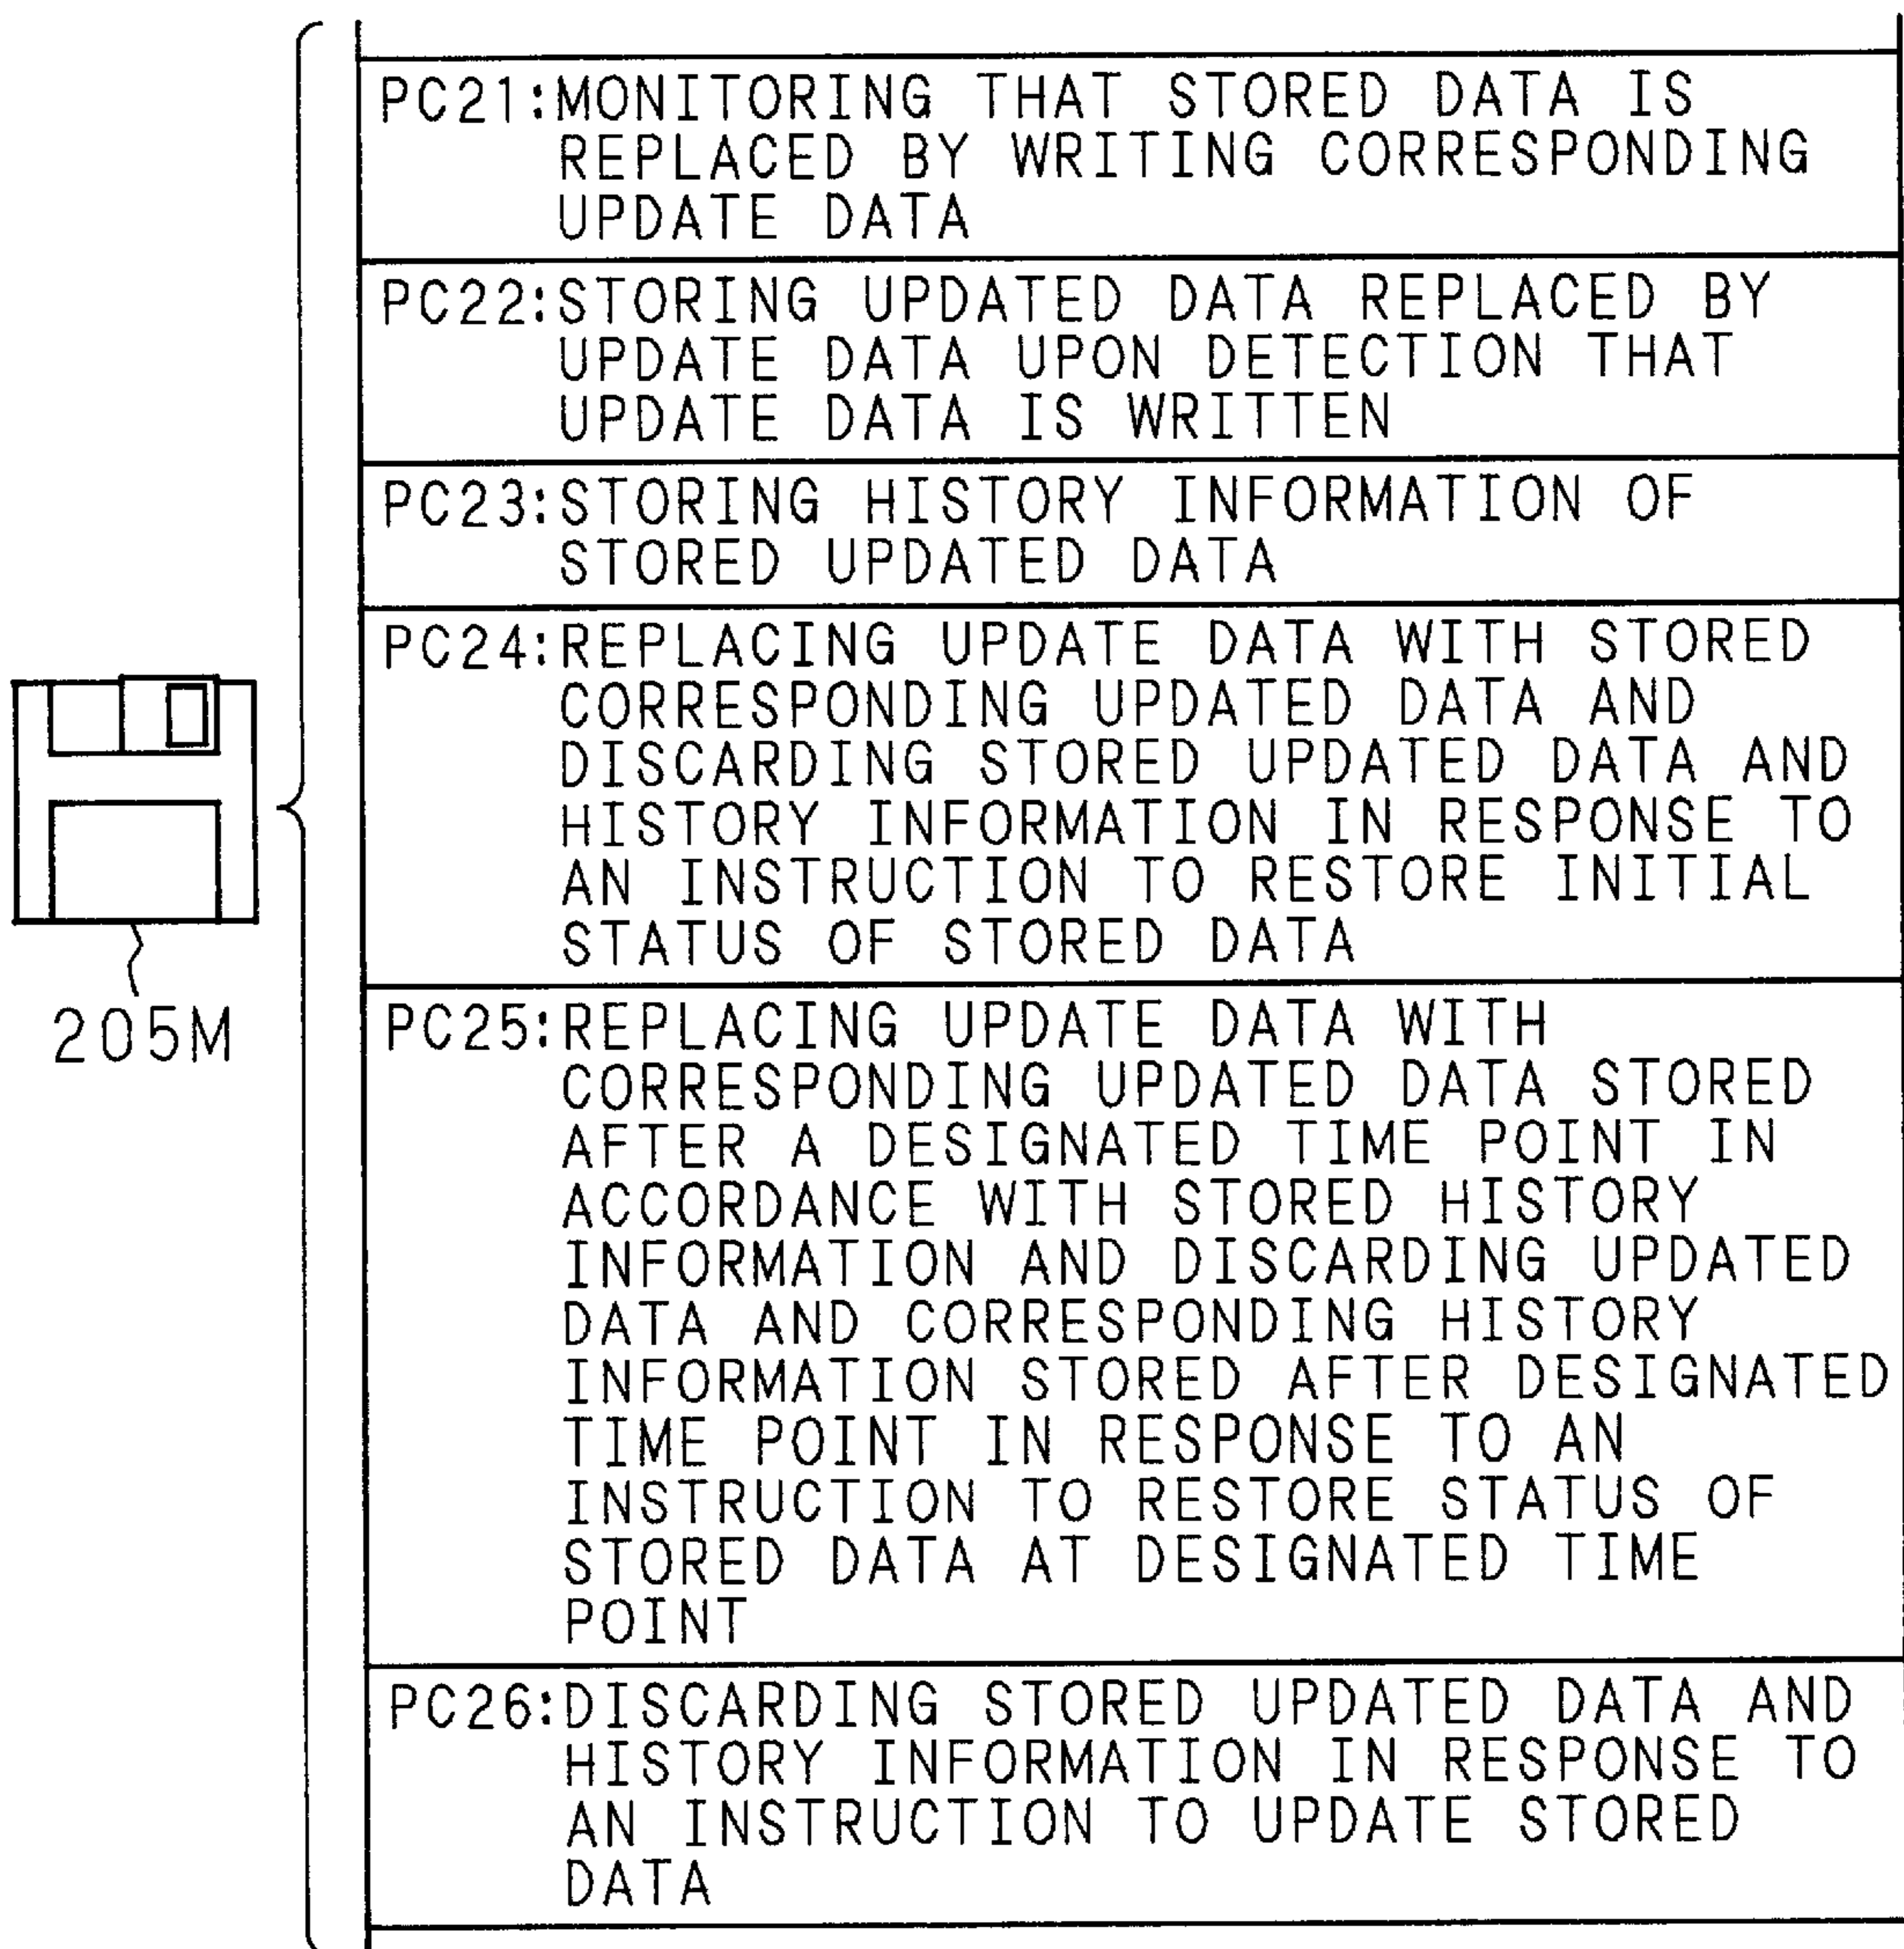 PC21:MONITORING THAT STORED DATA IS
REPLACED BY WRITING CORRESPONDING
UPDATE DATA
PC22:STORING UPDATED DATA REPLACED BY
UPDATE DATA UPON DETECTION THAT
UPDATE DATA IS WRITTEN
PC23:STORING HISTORY INFORMATION OF
STORED UPDATED DATA
PC24:REPLACING UPDATE DATA WITH STORED
CORRESPONDING UPDATED DATA AND
DISCARDING STORED UPDATED DATA AND
HISTORY INFORMATION IN RESPONSE TO
AN INSTRUCTION TO RESTORE INITIAL
STATUS OF STORED DATA
205M
PC25:REPLACING UPDATE DATA WITH
CORRESPONDING UPDATED DATA STORED
AFTER A DESIGNATED TIME POINT IN
ACCORDANCE WITH STORED HISTORY
INFORMATION AND DISCARDING UPDATED
DATA AND CORRESPONDING HISTORY
INFORMATION STORED AFTER DESIGNATED
TIME POINT IN RESPONSE TO AN
INSTRUCTION TO RESTORE STATUS OF
STORED DATA AT DESIGNATED TIME
POINT
PC26:DISCARDING STORED UPDATED DATA AND
HISTORY INFORMATION IN RESPONSE TO
AN INSTRUCTION TO UPDATE STORED
DATA